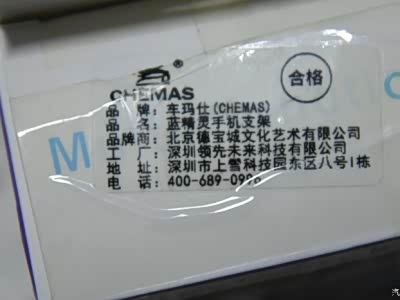 CHEMAS
合格
品 牌：车玛仕(CHEMAS)
品 名：蓝精灵手机支架
品牌商：北京德宝城文化艺术有限公司
工 厂：深圳领先未来科技有限公司
地 址：深圳市上雪科技园东区八号1栋
电 话：400-689-0996
汽